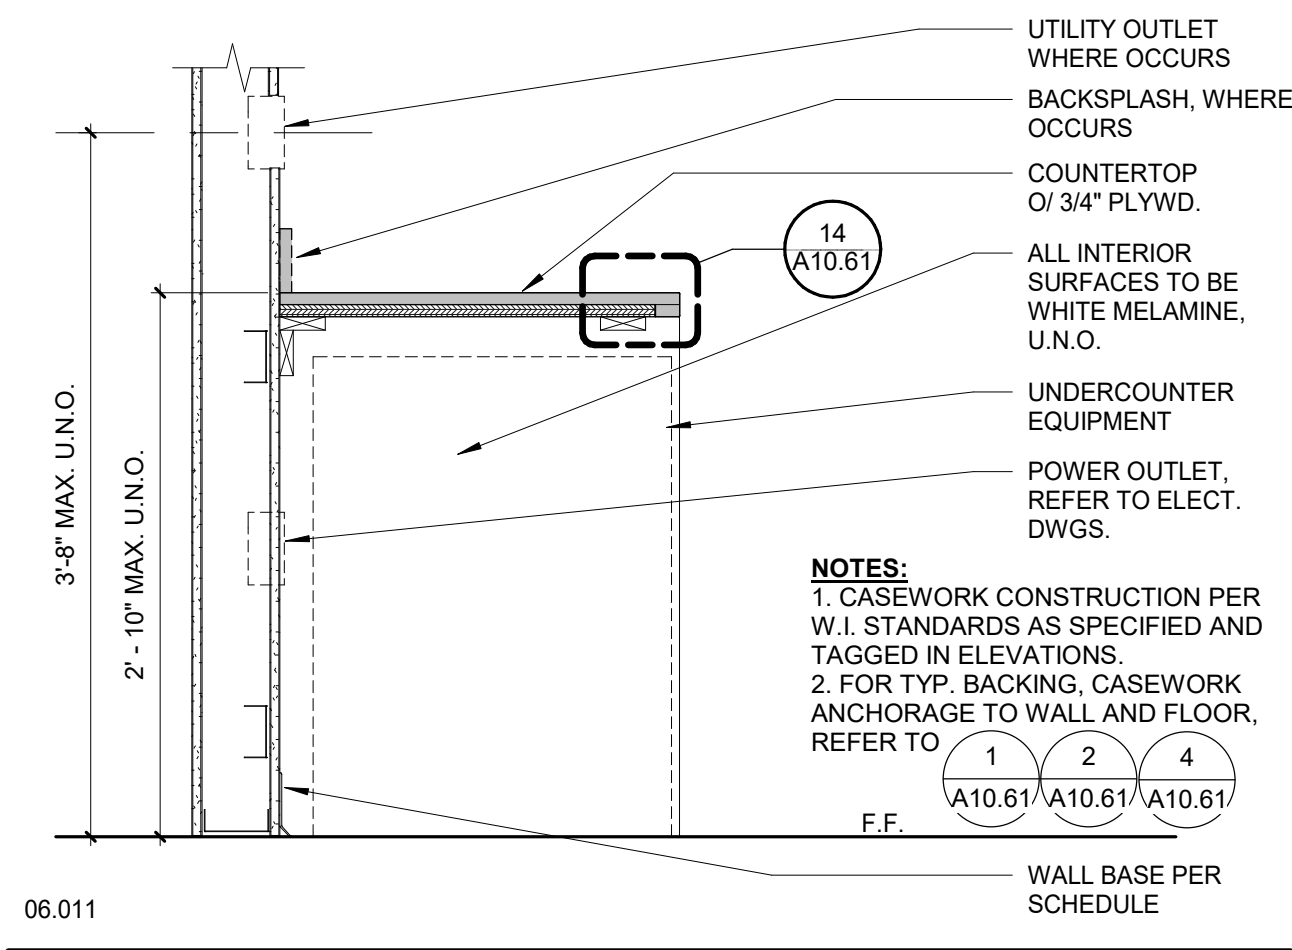 UTILITY OUTLET
WHERE OCCURS
BACKSPLASH, WHERE
OCCURS
COUNTERTOP
O/ 3/4" PLYWD.
14
A10.61
ALL INTERIOR
SURFACES TO BE
WHITE MELAMINE,
U.N.O.
UNDERCOUNTER
EQUIPMENT
POWER OUTLET,
REFER TO ELECT.
DWGS.
3'-8" MAX. U.N.O.
2' - 10" MAX. U.N.O.
NOTES:
1. CASEWORK CONSTRUCTION PER
W.I. STANDARDS AS SPECIFIED AND
TAGGED IN ELEVATIONS.
2. FOR TYP. BACKING, CASEWORK
ANCHORAGE TO WALL AND FLOOR,
REFER TO
1
A10.61
2
A10.61
4
A10.61
F.F.
WALL BASE PER
SCHEDULE
06.011